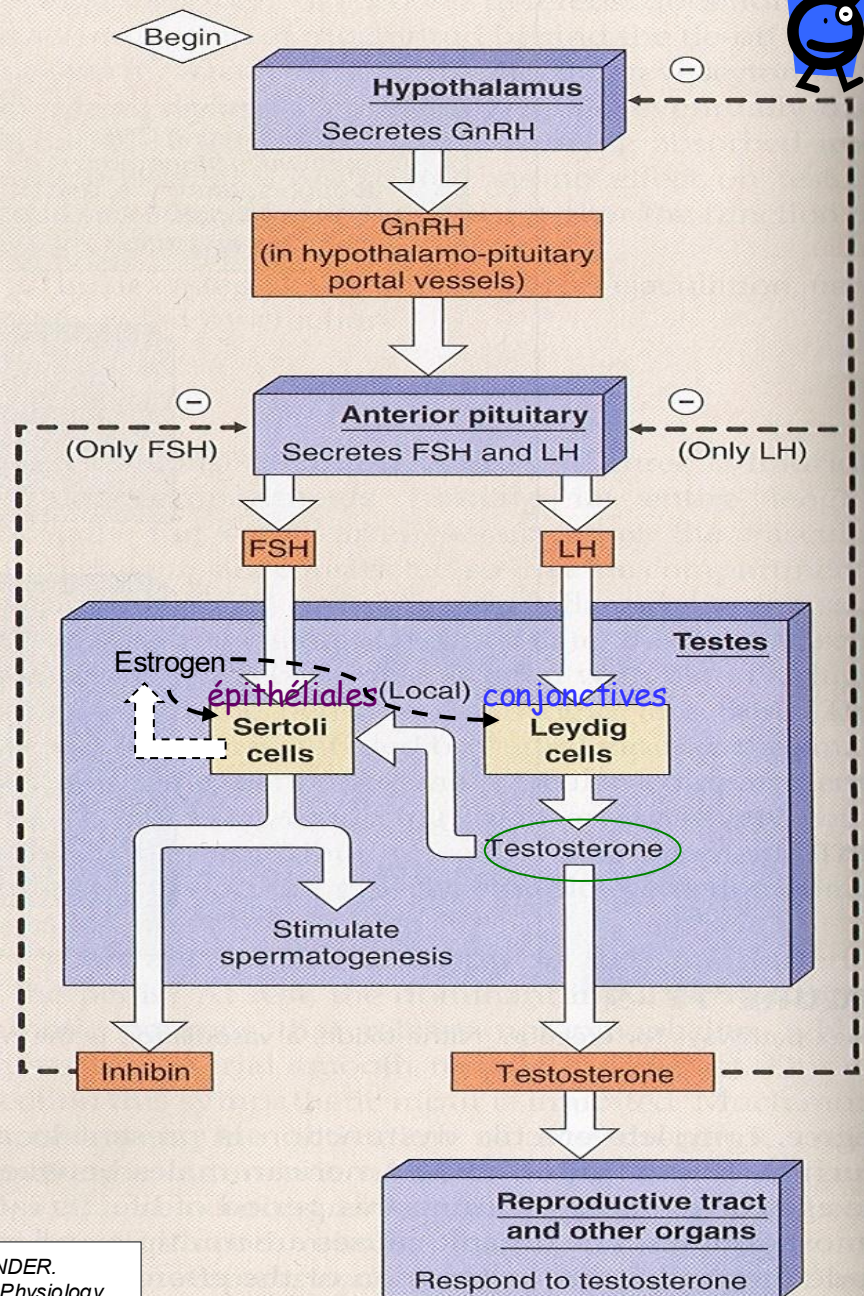 Begin
Hypothalamus
Secretes GnRH
GnRH
(in hypothalamo-pituitary
portal vessels)
Anterior pituitary
Secretes FSH and LH
(Only FSH)
(Only LH)
FSH
LH
Testes
Estrogen
épithéliales
(Local)
conjonctives
Sertoli
cells
Leydig
cells
Testosterone
Stimulate
spermatogenesis
Inhibin
Testosterone
Reproductive tract
and other organs
Respond to testosterone
NDER.
Physiology